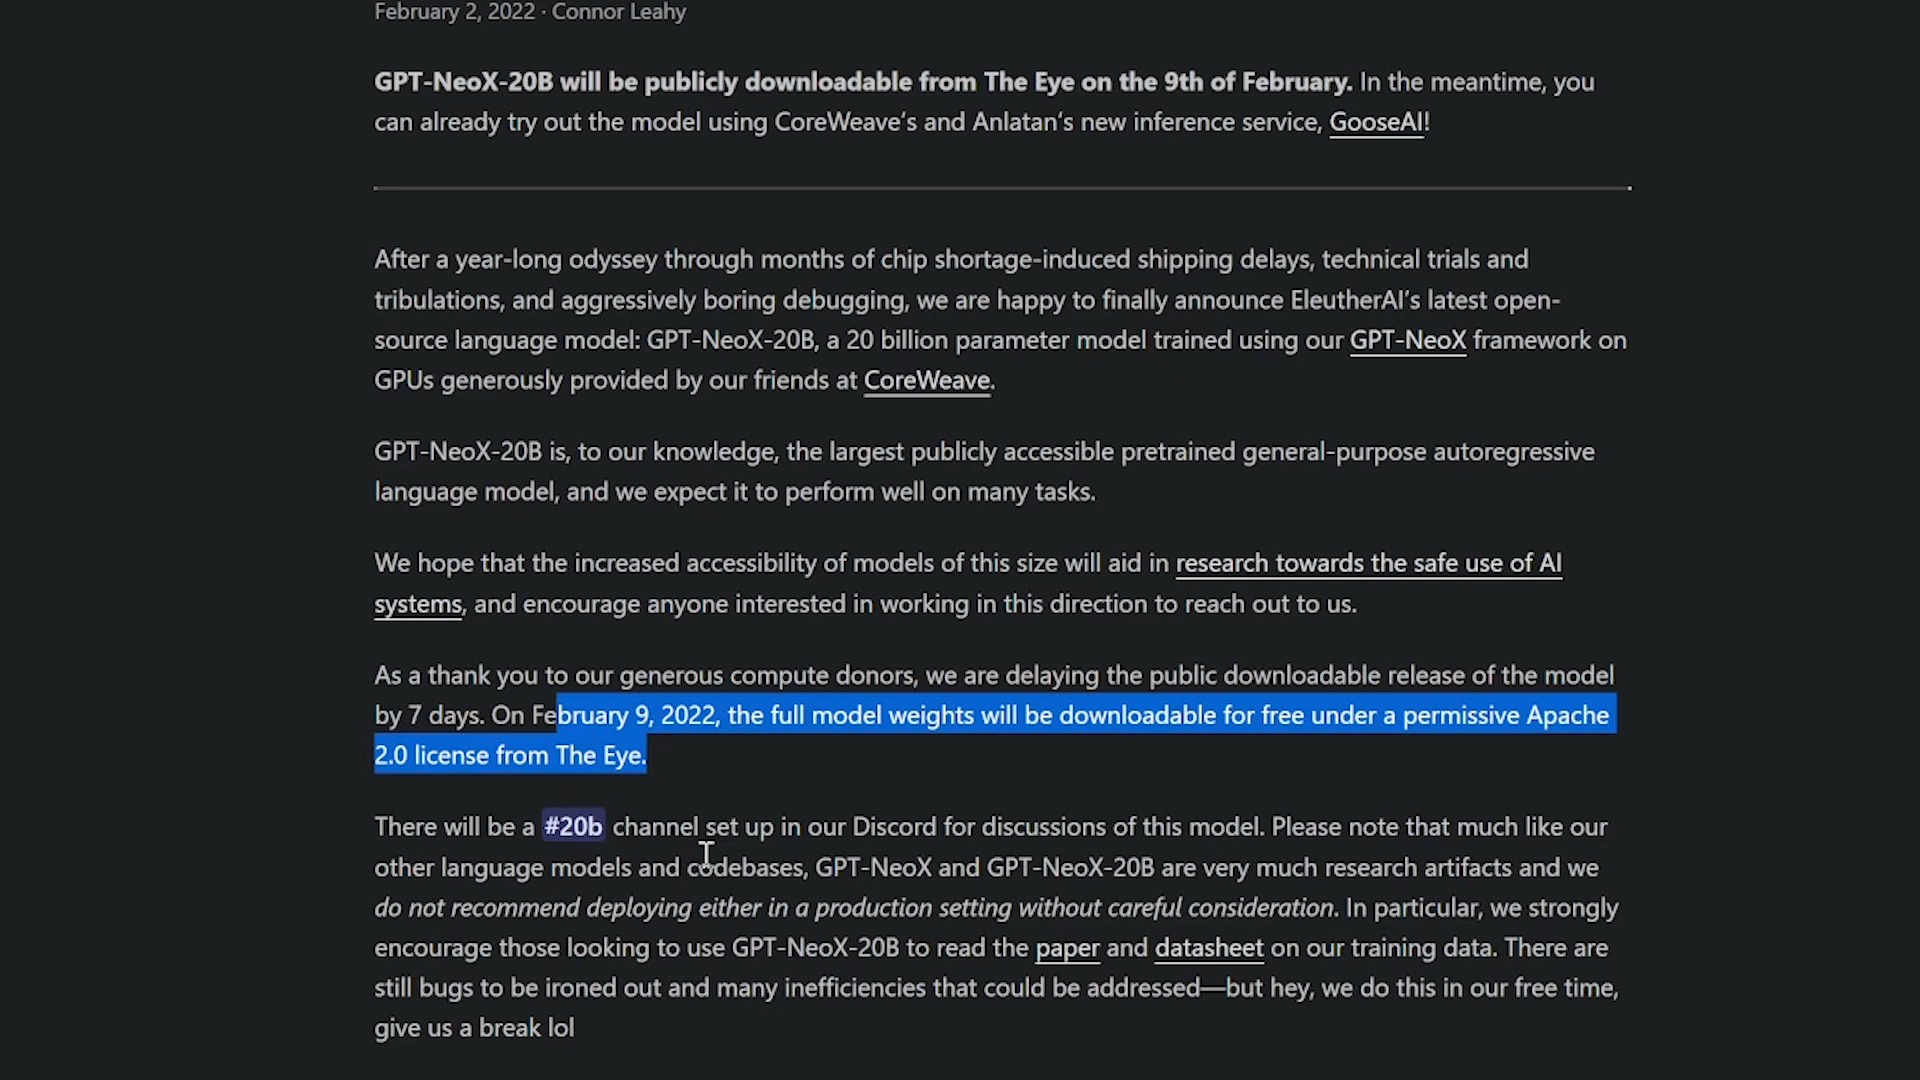 February 2, 2022 · Connor Leahy
GPT-NeoX-20B will be publicly downloadable from The Eye on the 9th of February. In the meantime, you
can already try out the model using CoreWeave's and Anlatan's new inference service, GooseAI!
After a year-long odyssey through months of chip shortage-induced shipping delays, technical trials and
tribulations, and aggressively boring debugging, we are happy to finally announce EleutherAI's latest open-
source language model: GPT-NeoX-20B, a 20 billion parameter model trained using our GPT-NeoX framework on
GPUs generously provided by our friends at CoreWeave.
GPT-NeoX-20B is, to our knowledge, the largest publicly accessible pretrained general-purpose autoregressive
language model, and we expect it to perform well on many tasks.
We hope that the increased accessibility of models of this size will aid in research towards the safe use of AI
systems, and encourage anyone interested in working in this direction to reach out to us.
As a thank you to our generous compute donors, we are delaying the public downloadable release of the model
by 7 days. On February 9, 2022, the full model weights will be downloadable for free under a permissive Apache
2.0 license from The Eye.
There will be a #20b channel set up in our Discord for discussions of this model. Please note that much like our
other language models and codebases, GPT-NeoX and GPT-NeoX-20B are very much research artifacts and we
do not recommend deploying either in a production setting without careful consideration. In particular, we strongly
encourage those looking to use GPT-NeoX-20B to read the paper and datasheet on our training data. There are
still bugs to be ironed out and many inefficiencies that could be addressed—but hey, we do this in our free time,
give us a break lol